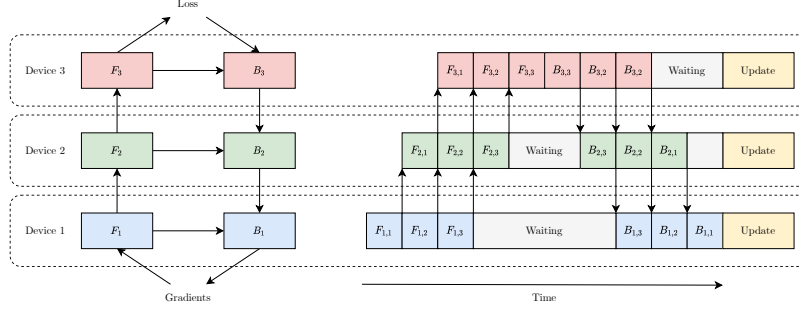 Loss
Device 3 F₃ B₃ F₃,₁ F₃,₂ F₃,₃ B₃,₃ B₃,₂ B₃,₂ Waiting Update
Device 2 F₂ B₂ F₂,₁ F₂,₂ F₂,₃ Waiting B₂,₃ B₂,₂ B₂,₁ Update
Device 1 F₁ B₁ F₁,₁ F₁,₂ F₁,₃ Waiting B₁,₃ B₁,₂ B₁,₁ Update
Gradients Time